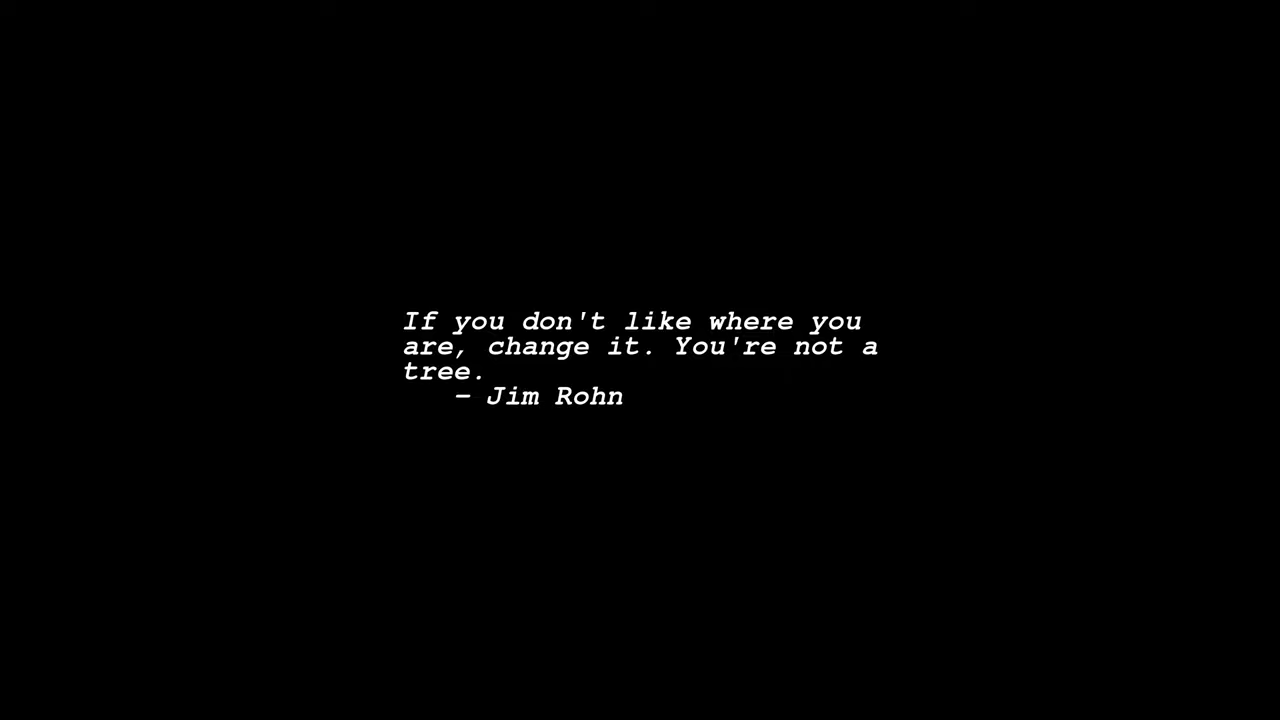 If you don't like where you
are, change it. You're not a
tree.
– Jim Rohn